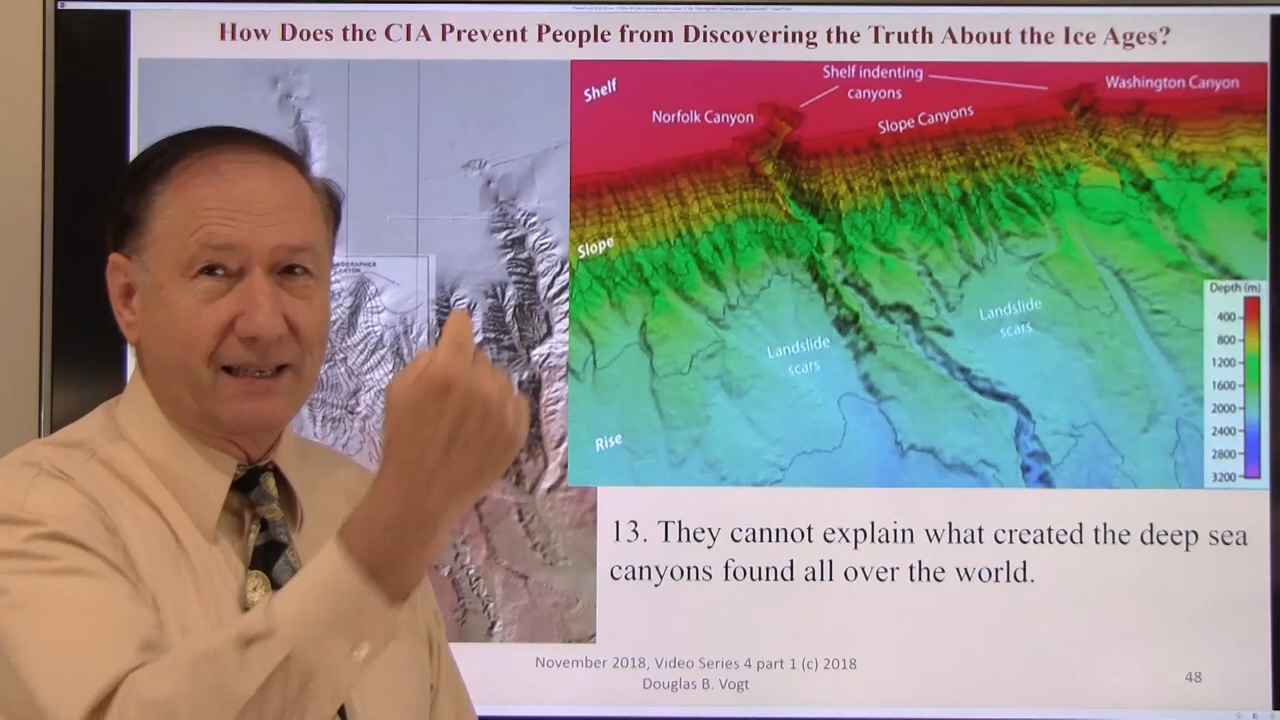 How Does the CIA Prevent People from Discovering the Truth About the Ice Ages?
Shelf
Shelf indenting
canyons
Washington Canyon
Norfolk Canyon
Slope Canyons
Slope
CANYON
Depth (m)
400
800
1200
1600
2000
2400
2800
3200
Landslide
scars
Landslide
scars
Rise
13. They cannot explain what created the deep sea
canyons found all over the world.
November 2018, Video Series 4 part 1 (c) 2018
Douglas B. Vogt
48